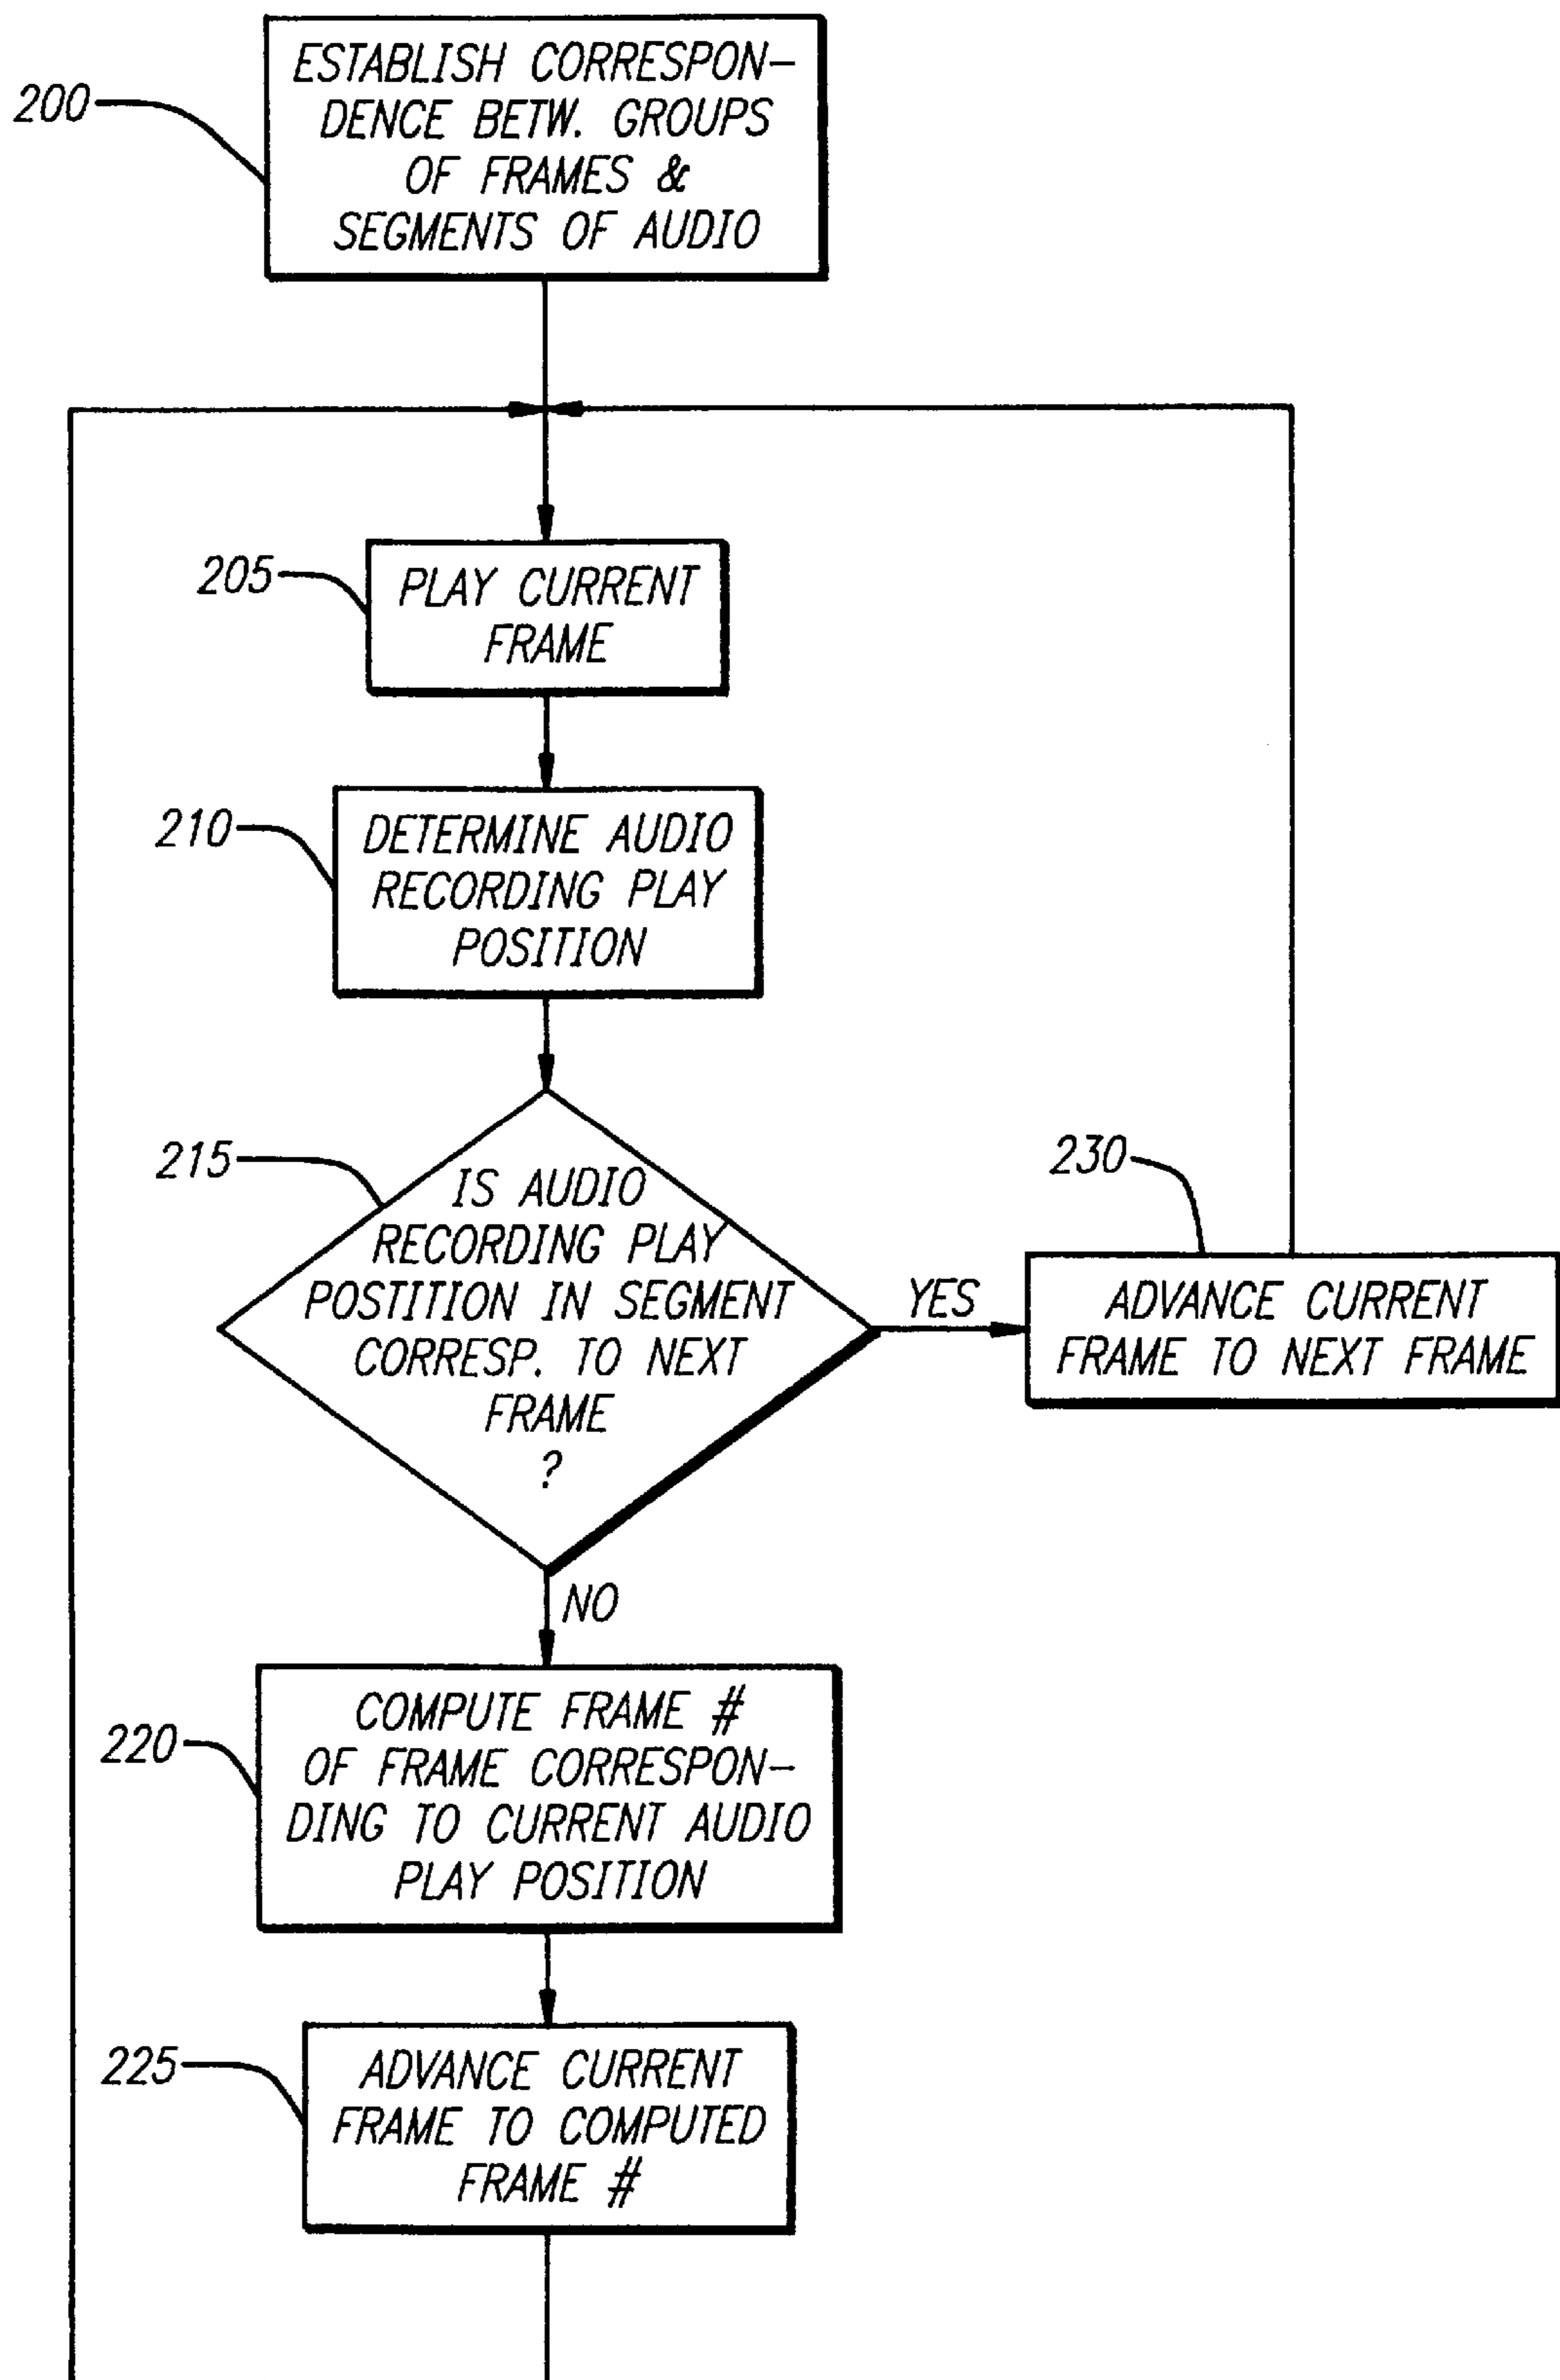 200
ESTABLISH CORRESPON-
DENCE BETW. GROUPS
OF FRAMES &
SEGMENTS OF AUDIO
205
PLAY CURRENT
FRAME
210
DETERMINE AUDIO
RECORDING PLAY
POSITION
215
IS AUDIO
RECORDING PLAY
POSTITION IN SEGMENT
CORRESP. TO NEXT
FRAME
?
YES
230
ADVANCE CURRENT
FRAME TO NEXT FRAME
NO
220
COMPUTE FRAME #
OF FRAME CORRESPON-
DING TO CURRENT AUDIO
PLAY POSITION
225
ADVANCE CURRENT
FRAME TO COMPUTED
FRAME #